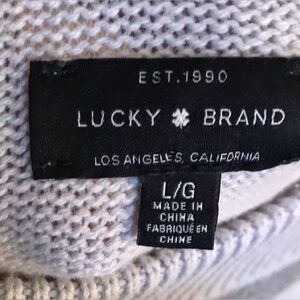 EST.1990
LUCKY BRAND
LOS ANGELES, CALIFORNIA
L/G
MADE IN
CHINA
FABRIQUÉ EN
CHINE